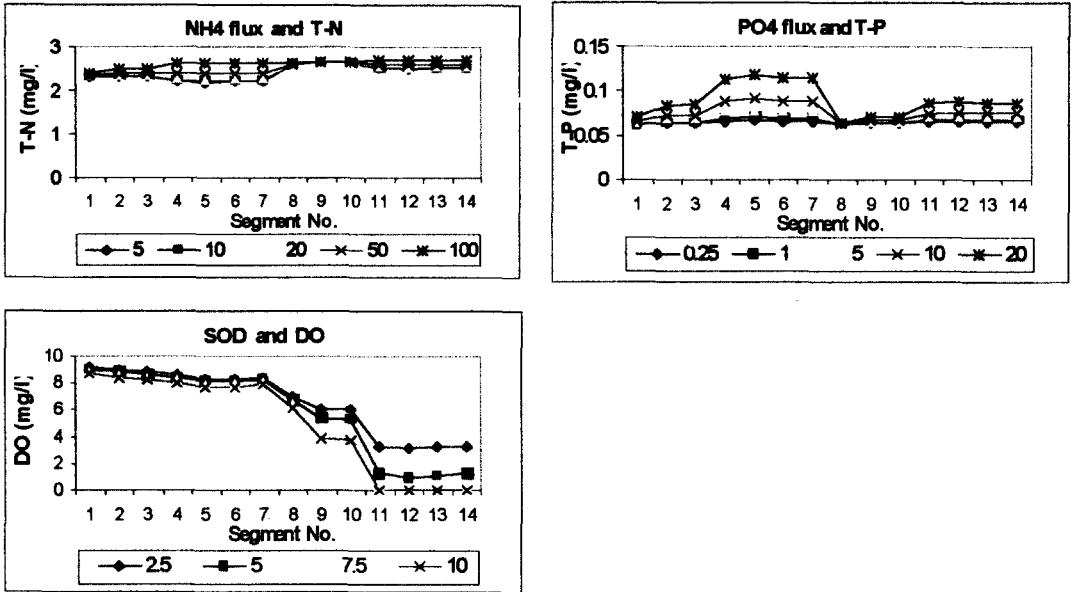 NH4 flux and T-N
3
2
1
0
T-N (mg/l)
1 2 3 4 5 6 7 8 9 10 11 12 13 14
Segment No.
5 10 20 50 100
PO4 flux and T-P
0.15
0.1
0.05
0
T-P (mg/l)
1 2 3 4 5 6 7 8 9 10 11 12 13 14
Segment No.
0.25 1 5 10 20
SOD and DO
10
8
6
4
2
0
DO (mg/l)
1 2 3 4 5 6 7 8 9 10 11 12 13 14
Segment No.
2.5 5 7.5 10